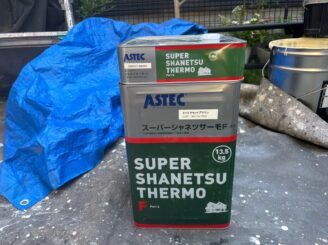 ASTEC
SUPER
SHANETSU
THERMO
ASTEC
スーパーシャネツサーモF
13.5
kg
SUPER
SHANETSU
THERMO
F